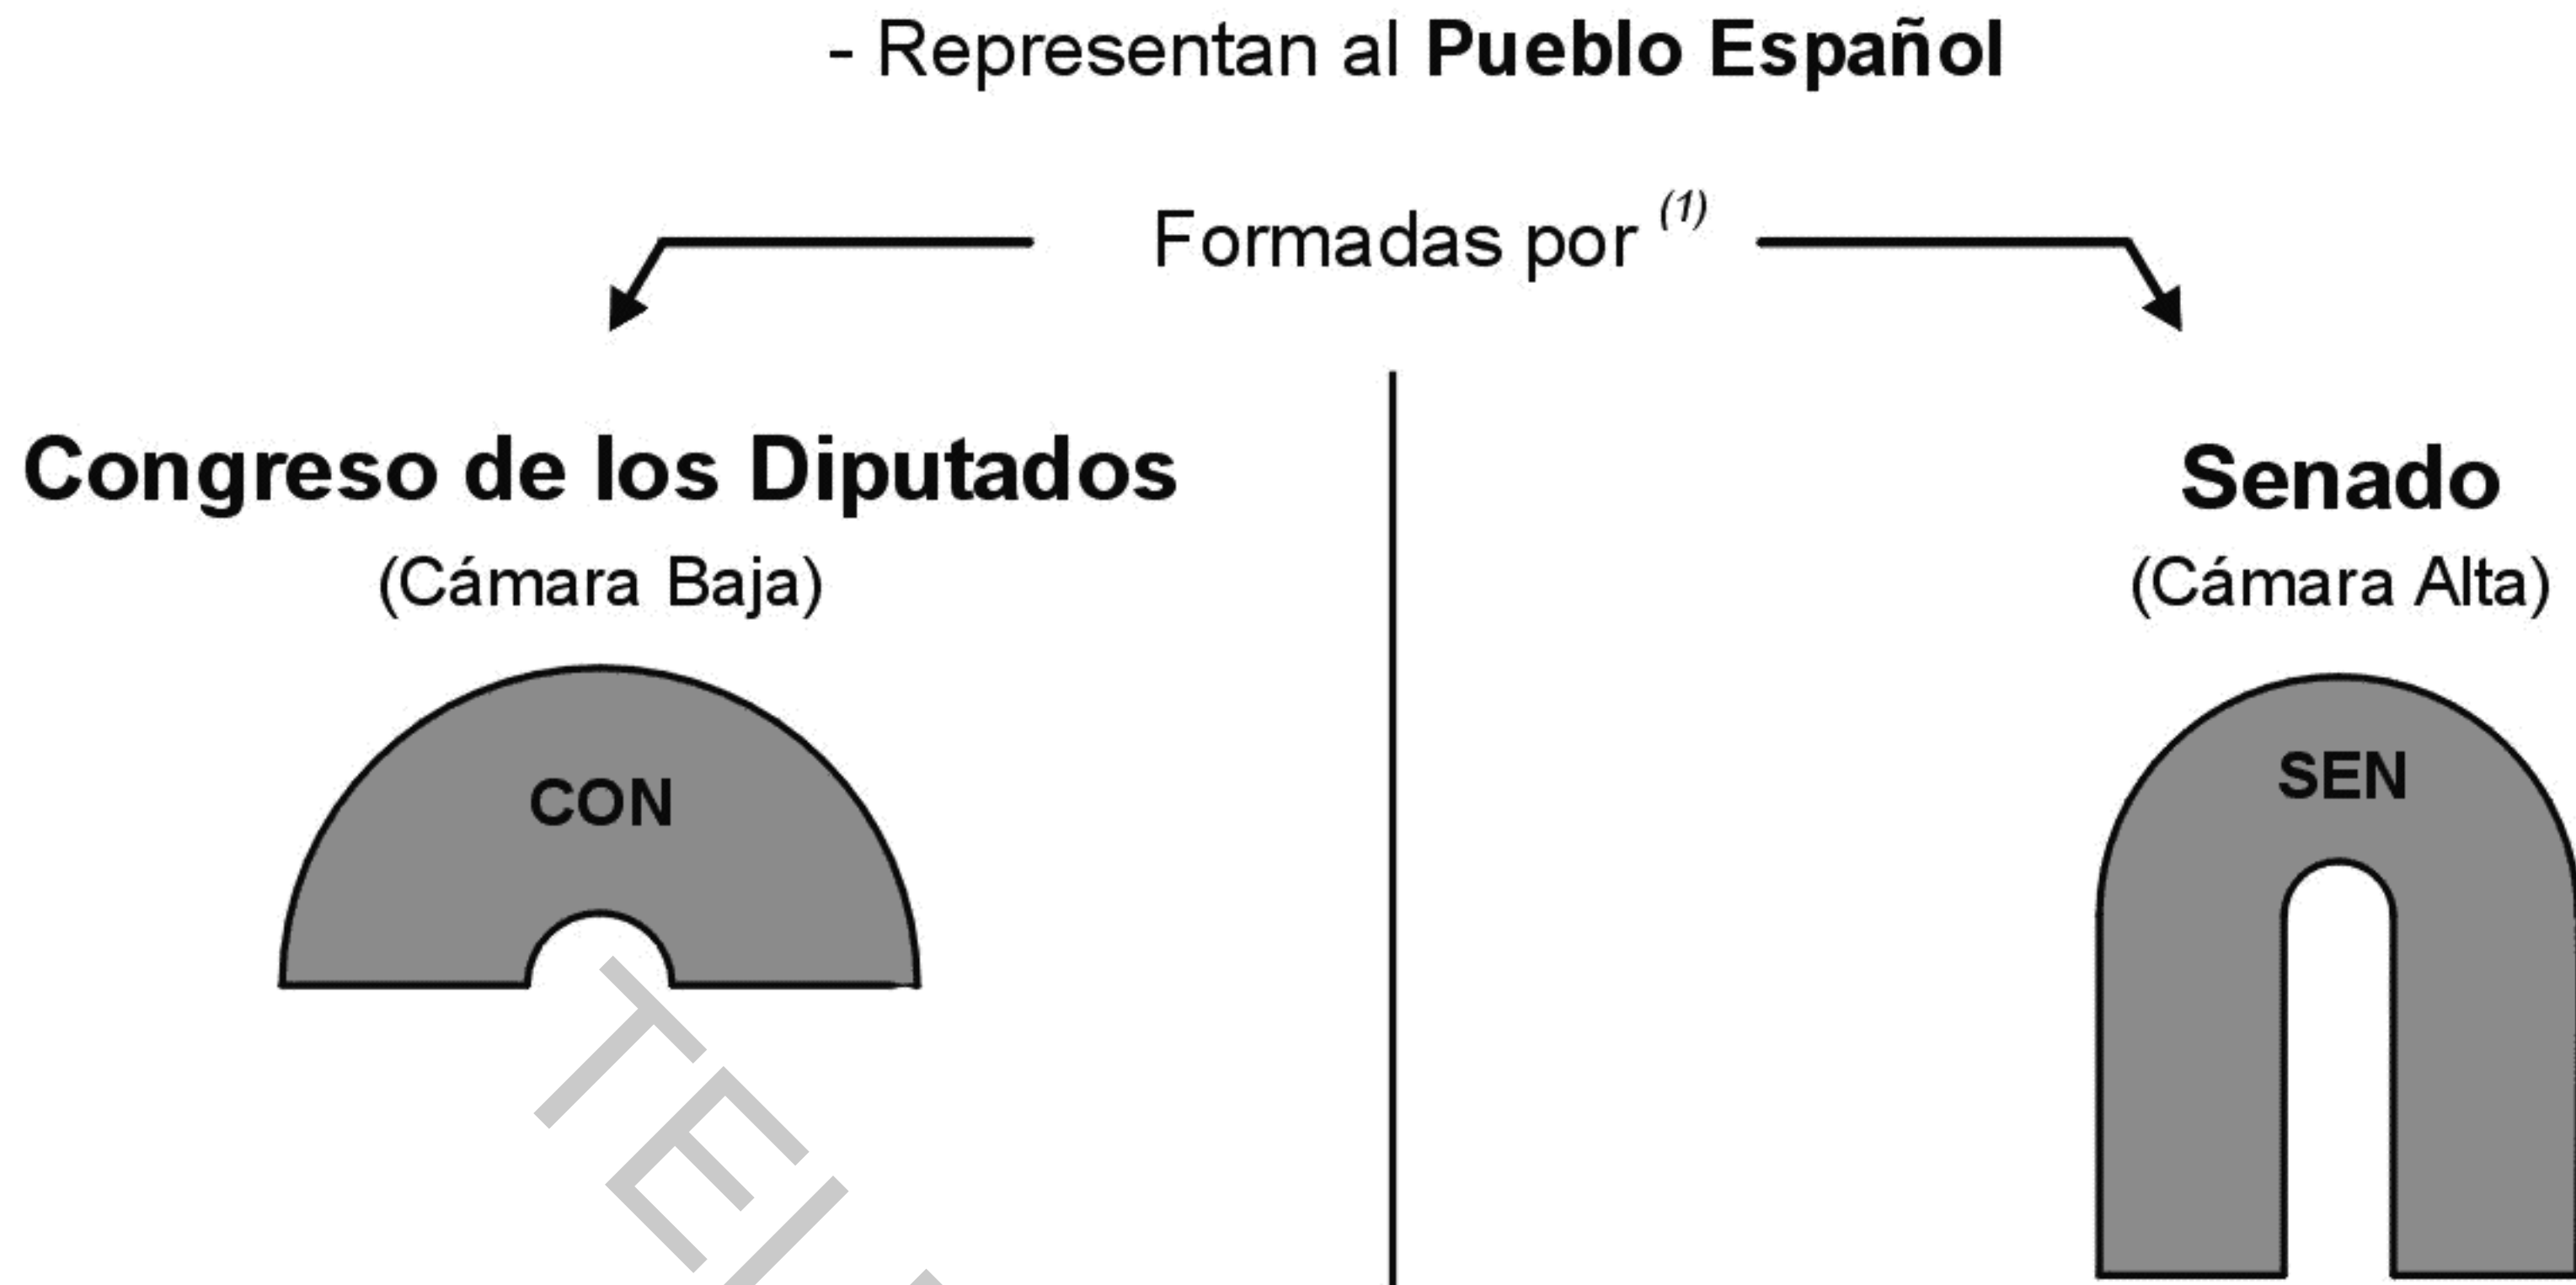 - Representan al Pueblo Español
Formadas por (1)
Congreso de los Diputados
Senado
(Cámara Baja)
(Cámara Alta)
CON
SEN